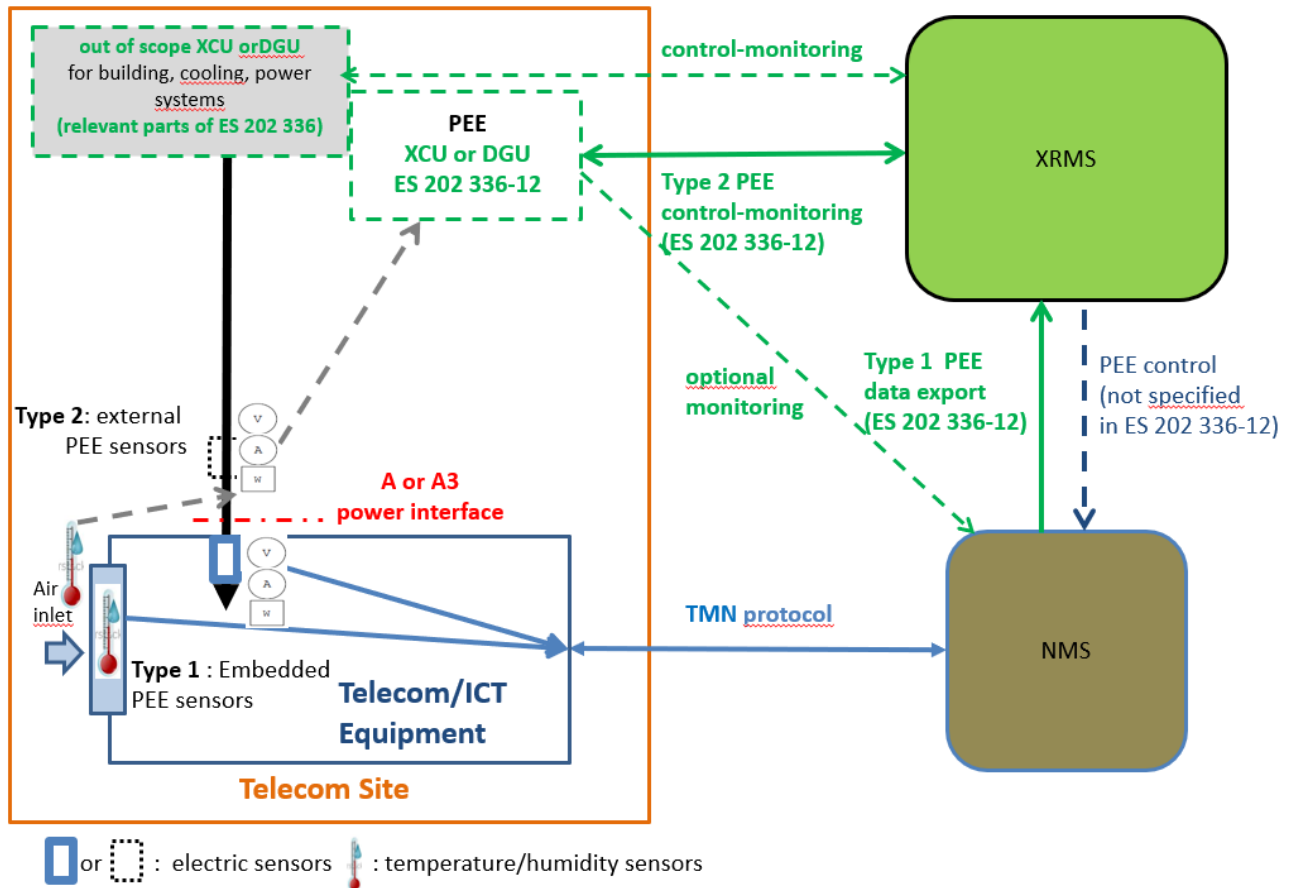 out of scope XCU orDGU
for building, cooling, power
systems
(relevant parts of ES 202 336)
control-monitoring
PEE
XCU or DGU
ES 202 336-12
XRMS
Type 2 PEE
control-monitoring
(ES 202 336-12)
optional
monitoring
Type 1 PEE
data export
(ES 202 336-12)
PEE control
(not specified
in ES 202 336-12)
Type 2: external
PEE sensors
V
A
W
A or A3
power interface
V
A
W
Air
inlet
Type 1 : Embedded
PEE sensors
Telecom/ICT
Equipment
TMN protocol
NMS
Telecom Site
or : electric sensors : temperature/humidity sensors